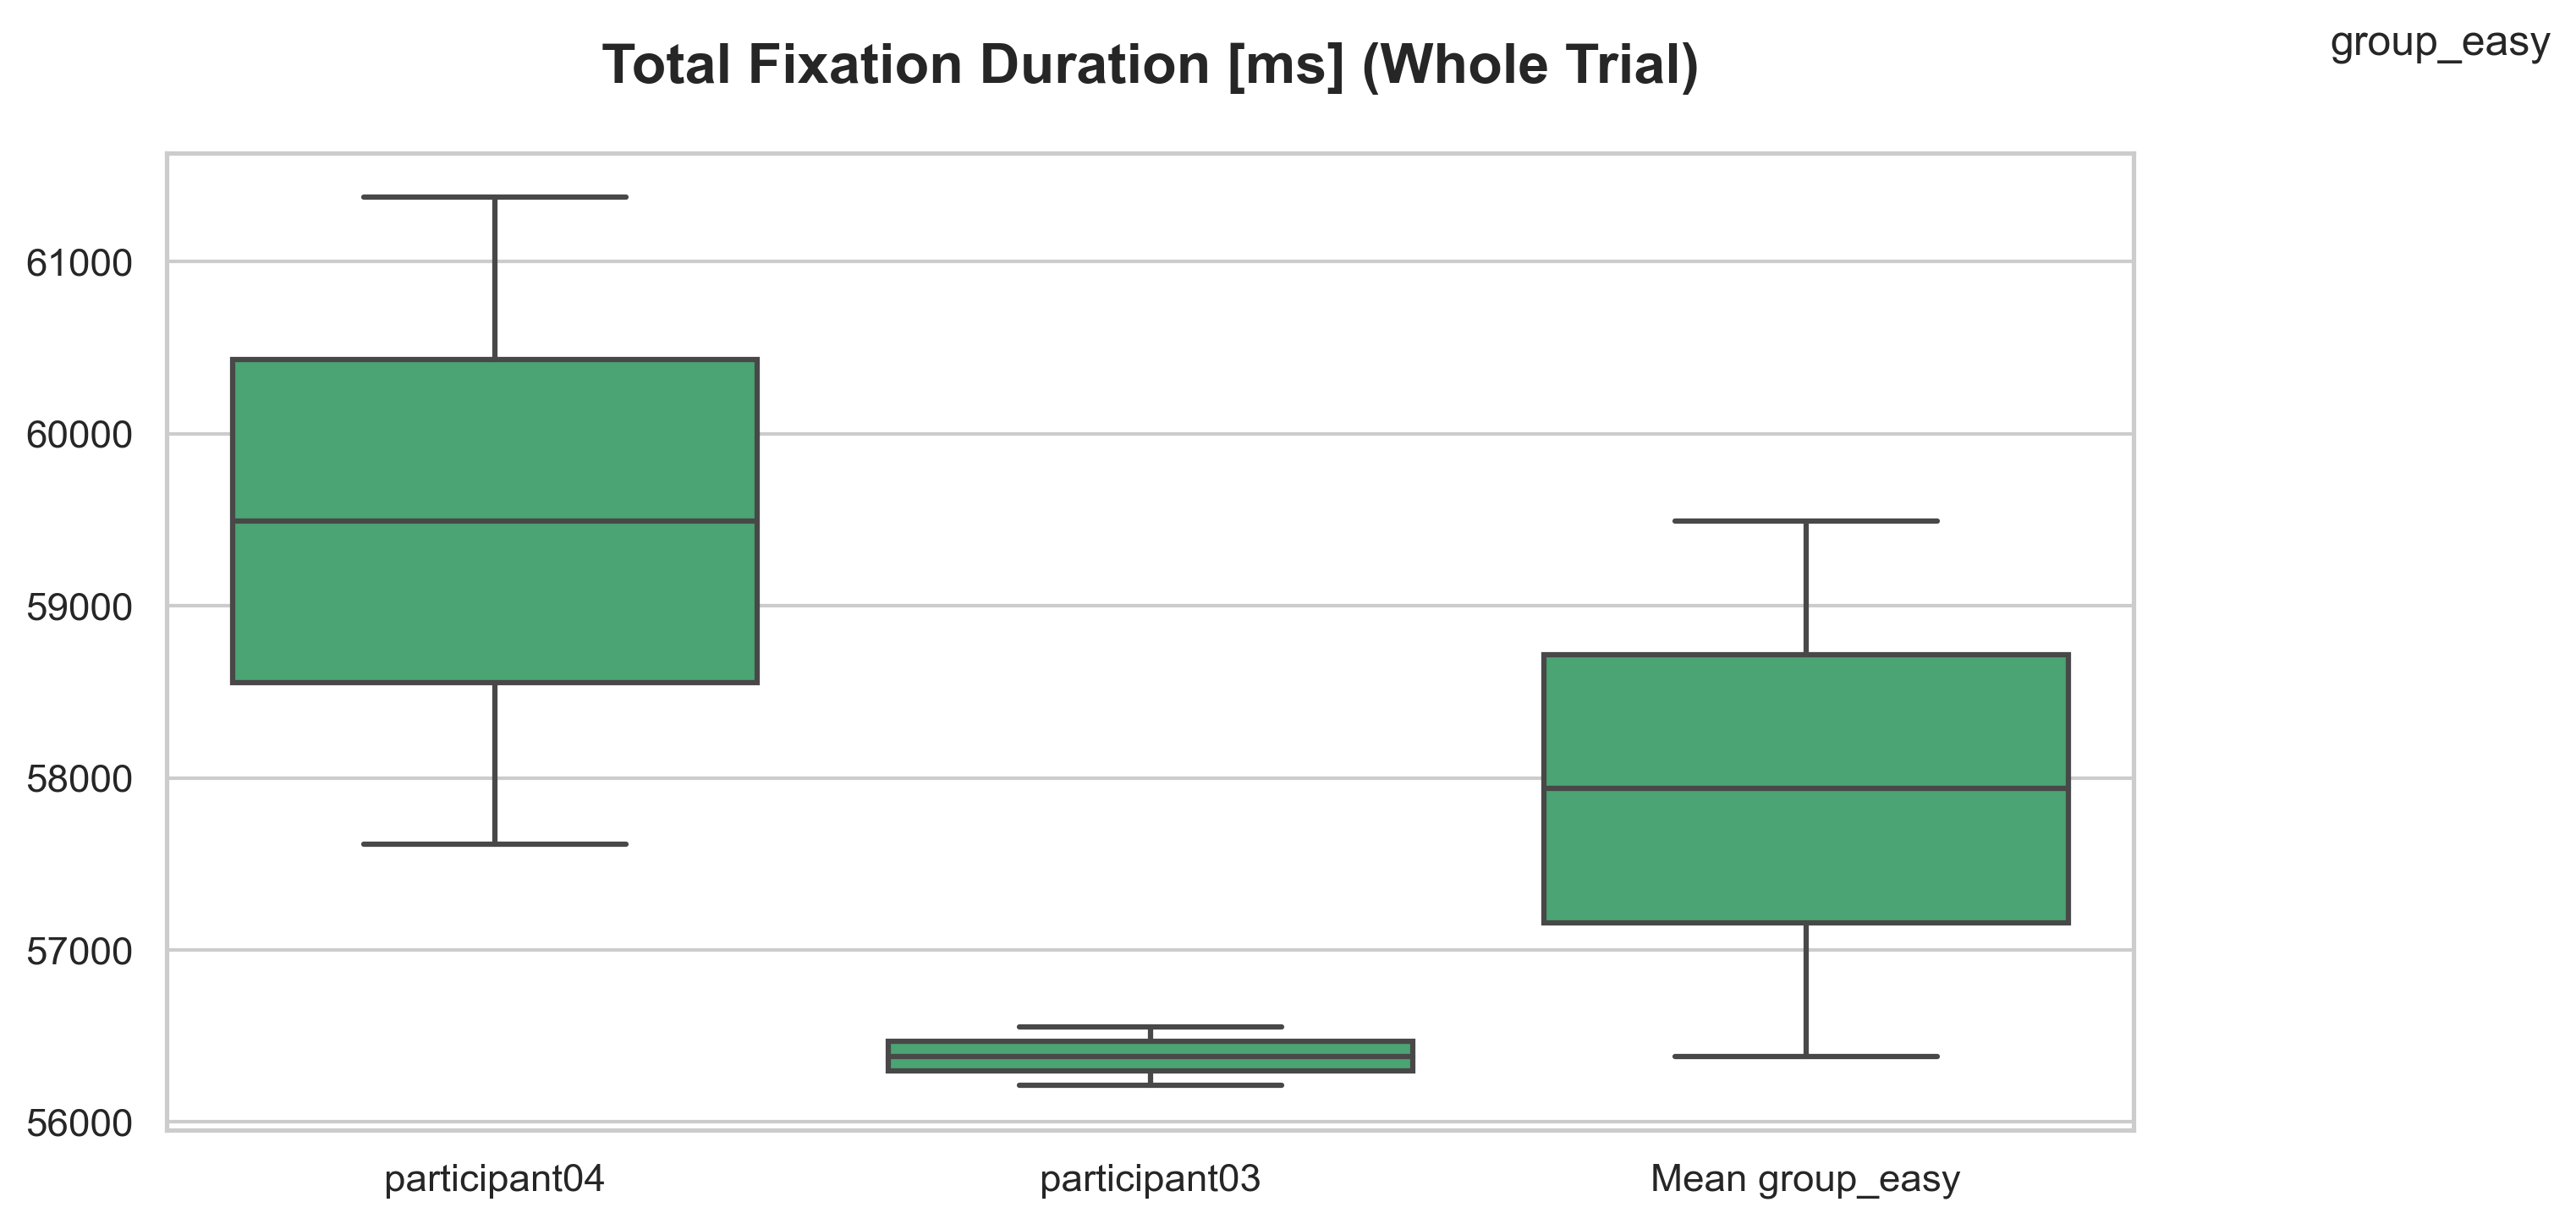 group_easy
Total Fixation Duration [ms] (Whole Trial)
61000
60000
59000
58000
57000
56000
participant04
participant03
Mean group_easy